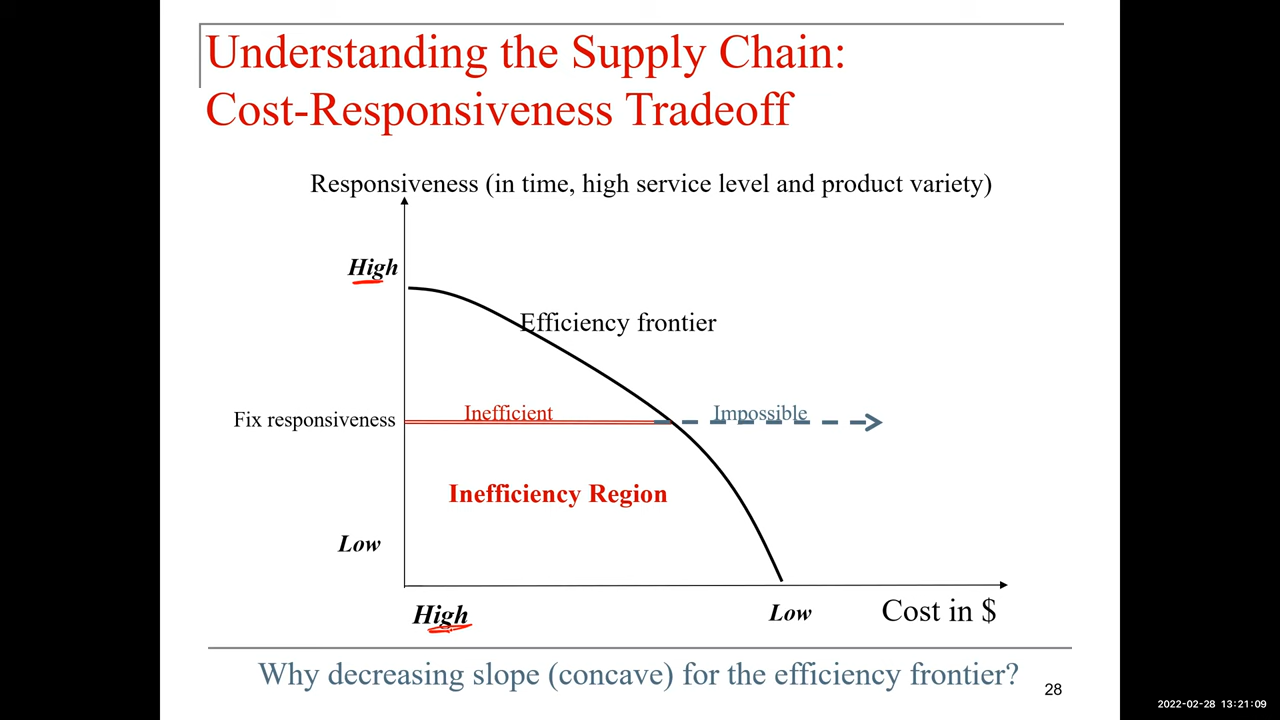 Understanding the Supply Chain:
Cost-Responsiveness Tradeoff
Responsiveness (in time, high service level and product variety)
High
Efficiency frontier
Fix responsiveness
Inefficient
Impossible
Inefficiency Region
Low
High
Low
Cost in $
Why decreasing slope (concave) for the efficiency frontier?
28
2022-02-28 13:21:09